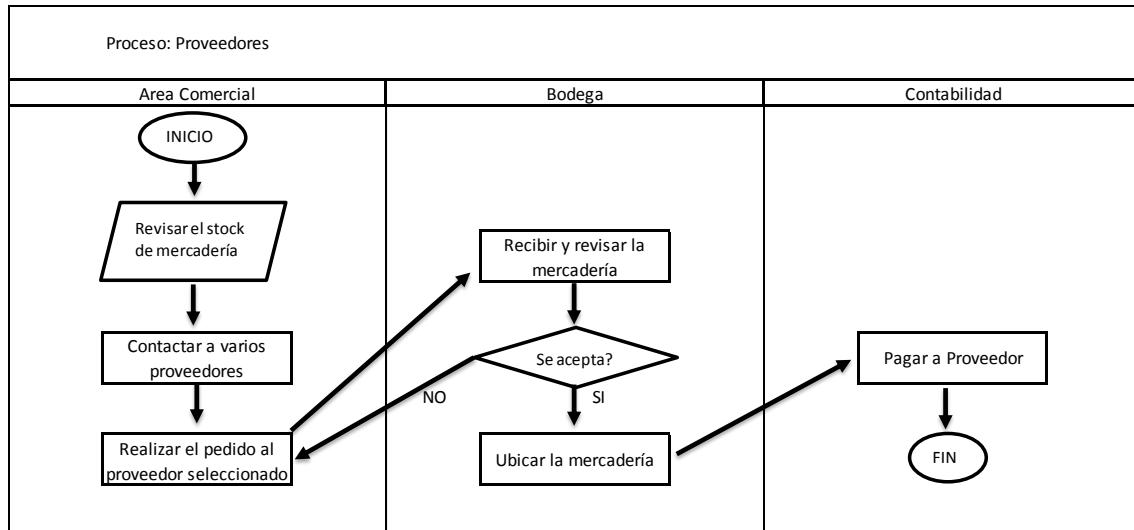 Proceso: Proveedores
Area Comercial
Bodega
Contabilidad
INICIO
Revisar el stock
de mercadería
Contactar a varios
proveedores
Realizar el pedido al
proveedor seleccionado
Recibir y revisar la
mercadería
Se acepta?
NO
SI
Ubicar la mercadería
Pagar a Proveedor
FIN